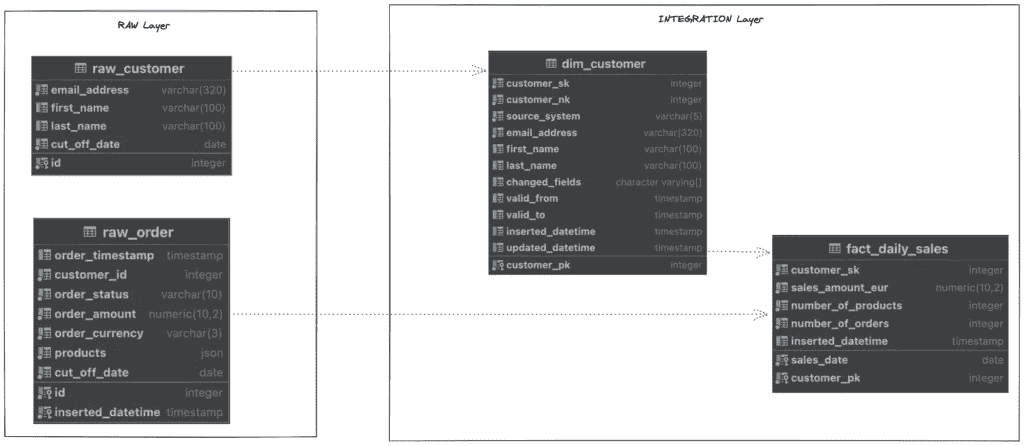 RAW Layer
raw_customer
email_address varchar(320)
first_name varchar(100)
last_name varchar(100)
cut_off_date date
id integer
raw_order
order_timestamp timestamp
customer_id integer
order_status varchar(10)
order_amount numeric(10,2)
order_currency varchar(3)
products json
cut_off_date date
id integer
inserted_datetime timestamp
INTEGRATION Layer
dim_customer
customer_sk integer
customer_nk integer
source_system varchar(5)
email_address varchar(320)
first_name varchar(100)
last_name varchar(100)
changed_fields character varying[]
valid_from timestamp
valid_to timestamp
inserted_datetime timestamp
updated_datetime timestamp
customer_pk integer
fact_daily_sales
customer_sk integer
sales_amount_eur numeric(10,2)
number_of_products integer
number_of_orders integer
inserted_datetime timestamp
sales_date date
customer_pk integer